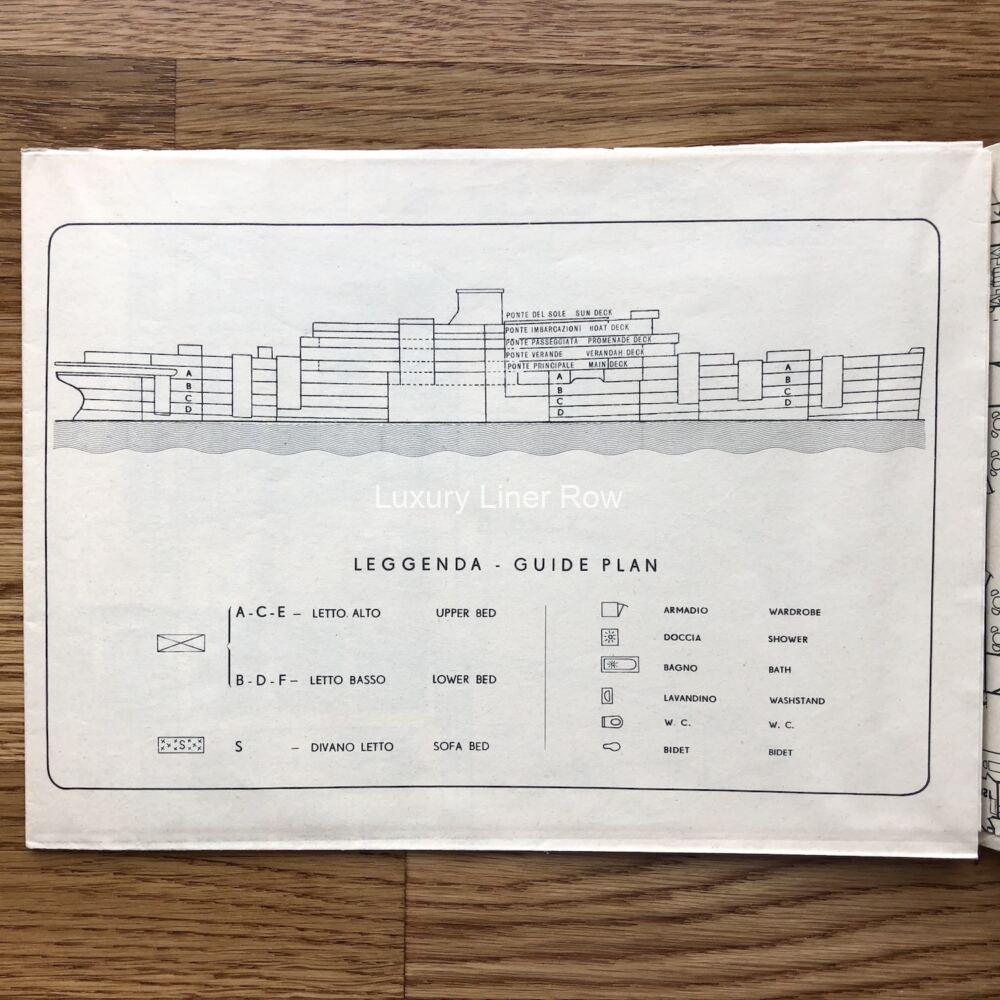 PONTE DEL SOLE SUN DECK
PONTE IMBARCAZIONI BOAT DECK
PONTE PASSEGGIATA PROMENADE DECK
PONTE VERANDE VERANDAH DECK
PONTE PRINCIPALE MAIN DECK
A A A
B B B
C C C
D D D
Luxury Liner Row
LEGGENDA - GUIDE PLAN
A-C-E – LETTO ALTO UPPER BED
B-D-F – LETTO BASSO LOWER BED
S S – DIVANO LETTO SOFA BED
ARMADIO WARDROBE
DOCCIA SHOWER
BAGNO BATH
LAVANDINO WASHSTAND
W. C. W. C.
BIDET BIDET